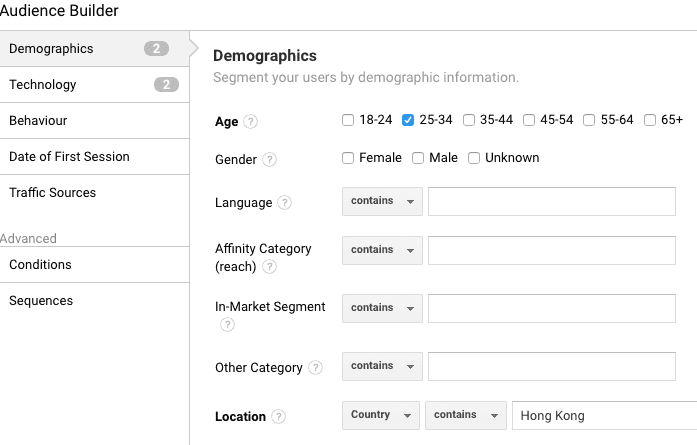 Audience Builder
Demographics 2
Technology 2
Behaviour
Date of First Session
Traffic Sources
Advanced
Conditions
Sequences
Demographics
Segment your users by demographic information.
Age ? 18-24 25-34 35-44 45-54 55-64 65+
Gender ? Female Male Unknown
Language ? contains
Affinity Category
(reach) ? contains
In-Market Segment
? contains
Other Category ? contains
Location ? Country contains Hong Kong